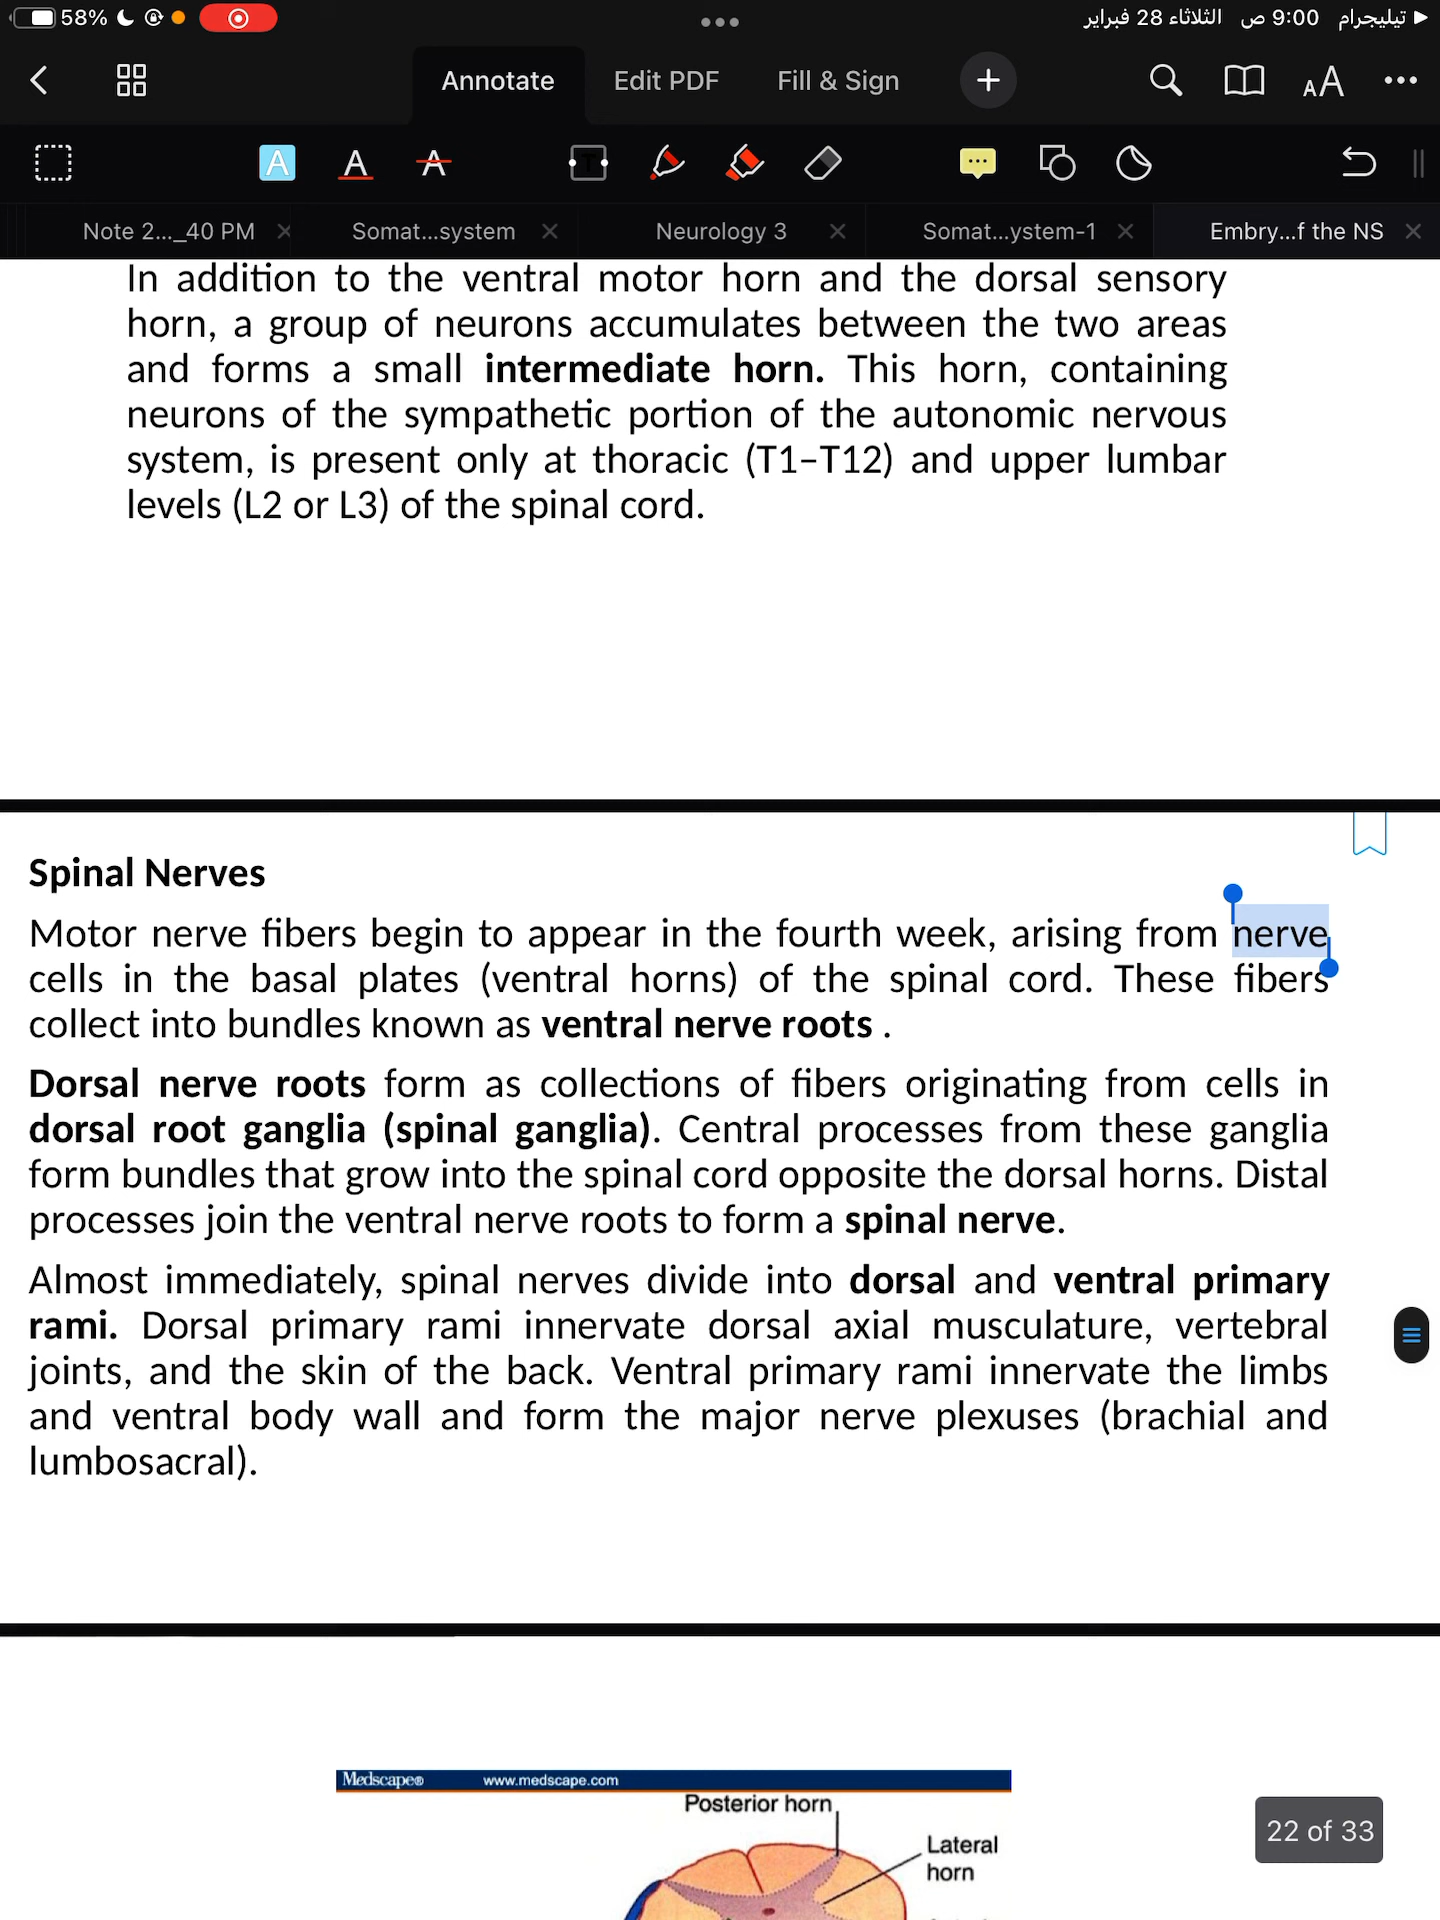 58%
تيليجرام 9:00 ص الثلاثاء 28 فبراير
Annotate Edit PDF Fill & Sign
AA
A A A T
Note 2..._40 PM Somat...system Neurology 3 Somat...ystem-1 Embry...f the NS
In addition to the ventral motor horn and the dorsal sensory
horn, a group of neurons accumulates between the two areas
and forms a small intermediate horn. This horn, containing
neurons of the sympathetic portion of the autonomic nervous
system, is present only at thoracic (T1–T12) and upper lumbar
levels (L2 or L3) of the spinal cord.
Spinal Nerves
Motor nerve fibers begin to appear in the fourth week, arising from nerve
cells in the basal plates (ventral horns) of the spinal cord. These fibers
collect into bundles known as ventral nerve roots .
Dorsal nerve roots form as collections of fibers originating from cells in
dorsal root ganglia (spinal ganglia). Central processes from these ganglia
form bundles that grow into the spinal cord opposite the dorsal horns. Distal
processes join the ventral nerve roots to form a spinal nerve.
Almost immediately, spinal nerves divide into dorsal and ventral primary
rami. Dorsal primary rami innervate dorsal axial musculature, vertebral
joints, and the skin of the back. Ventral primary rami innervate the limbs
and ventral body wall and form the major nerve plexuses (brachial and
lumbosacral).
Medscape® www.medscape.com
Posterior horn
Lateral
horn
22 of 33